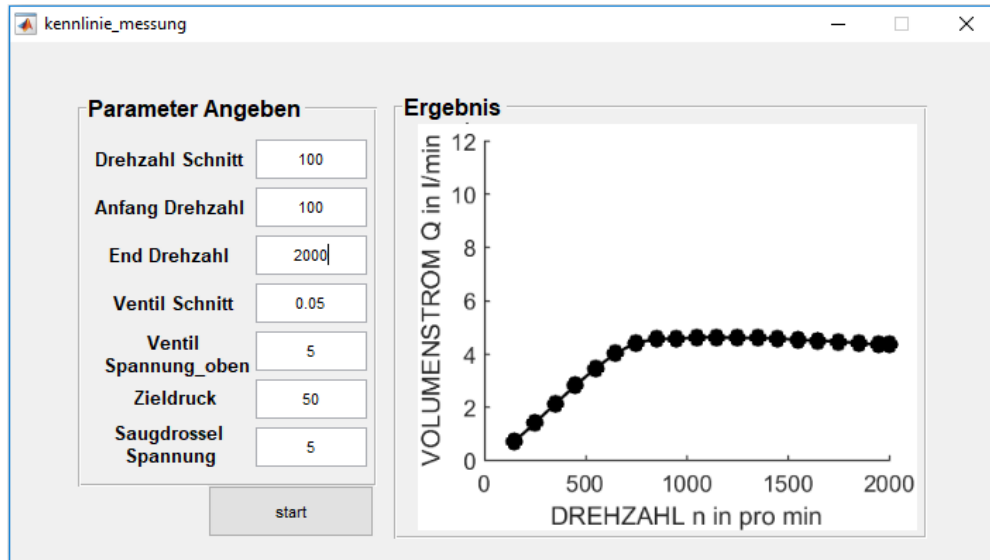 kennlinie_messung
Parameter Angeben
Drehzahl Schnitt
100
Anfang Drehzahl
100
End Drehzahl
2000
Ventil Schnitt
0.05
Ventil
Spannung_oben
5
Zieldruck
50
Saugdrossel
Spannung
5
start
Ergebnis
VOLUMENSTROM Q in l/min
12
10
8
6
4
2
0
0 500 1000 1500 2000
DREHZAHL n in pro min